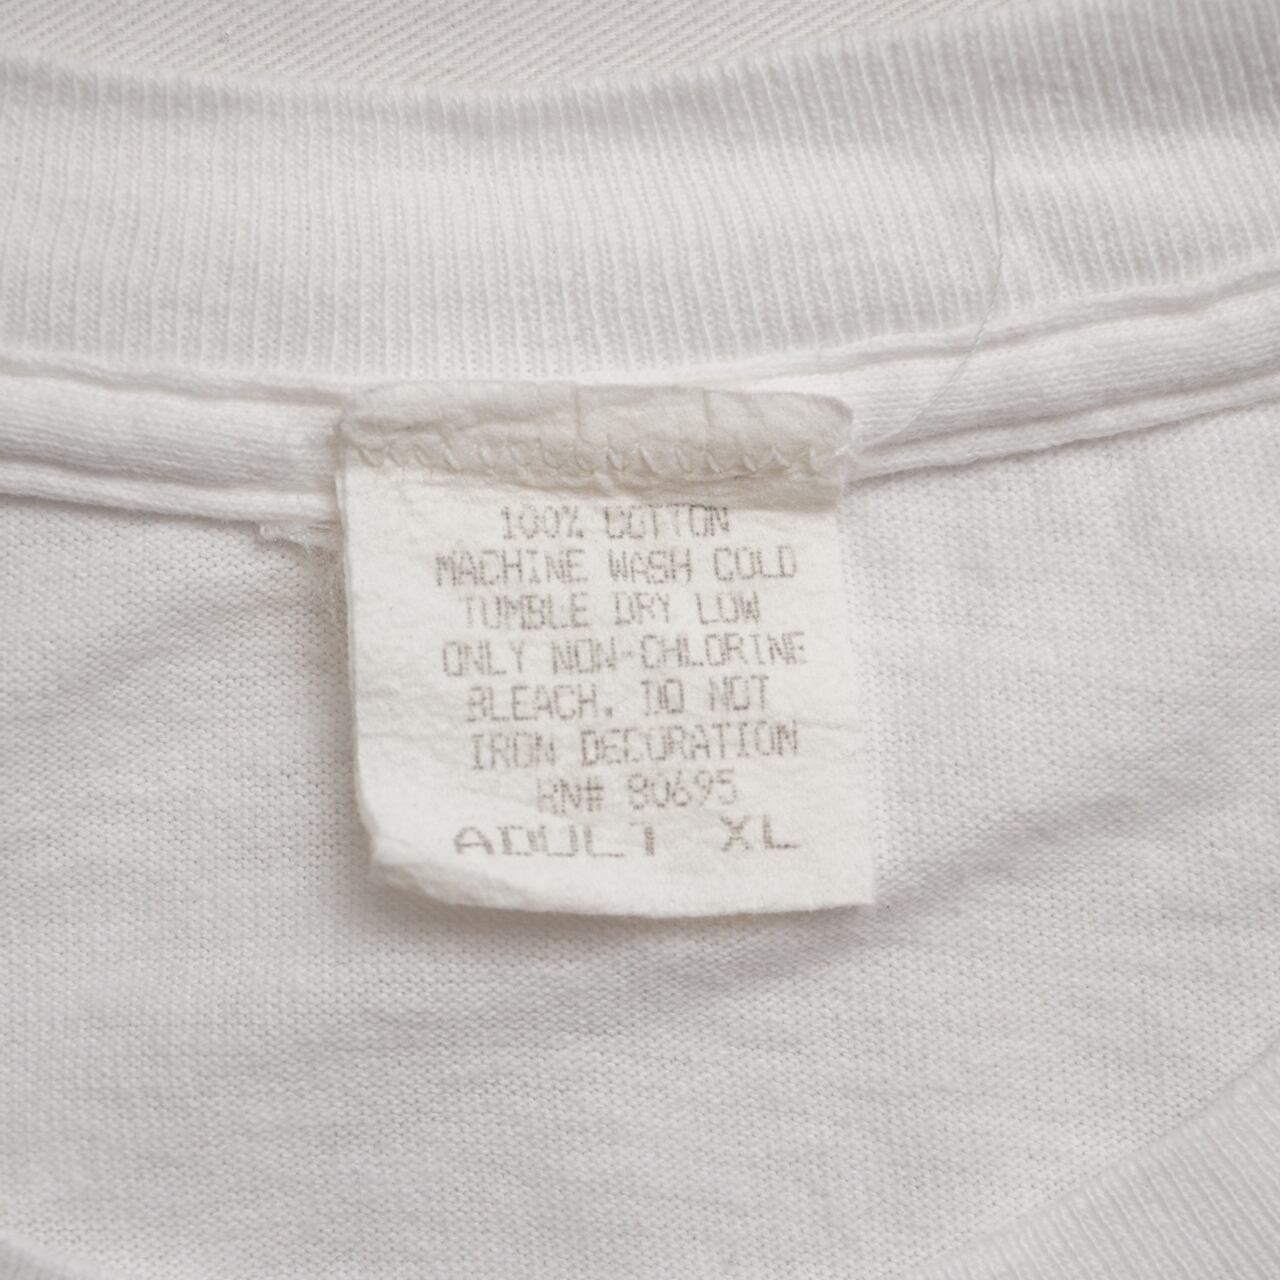 100% COTTON
MACHINE WASH COLD
TUMBLE DRY LOW
ONLY NON-CHLORINE
BLEACH. DO NOT
IRON DECORATION
RN# 80695
ADULT XL